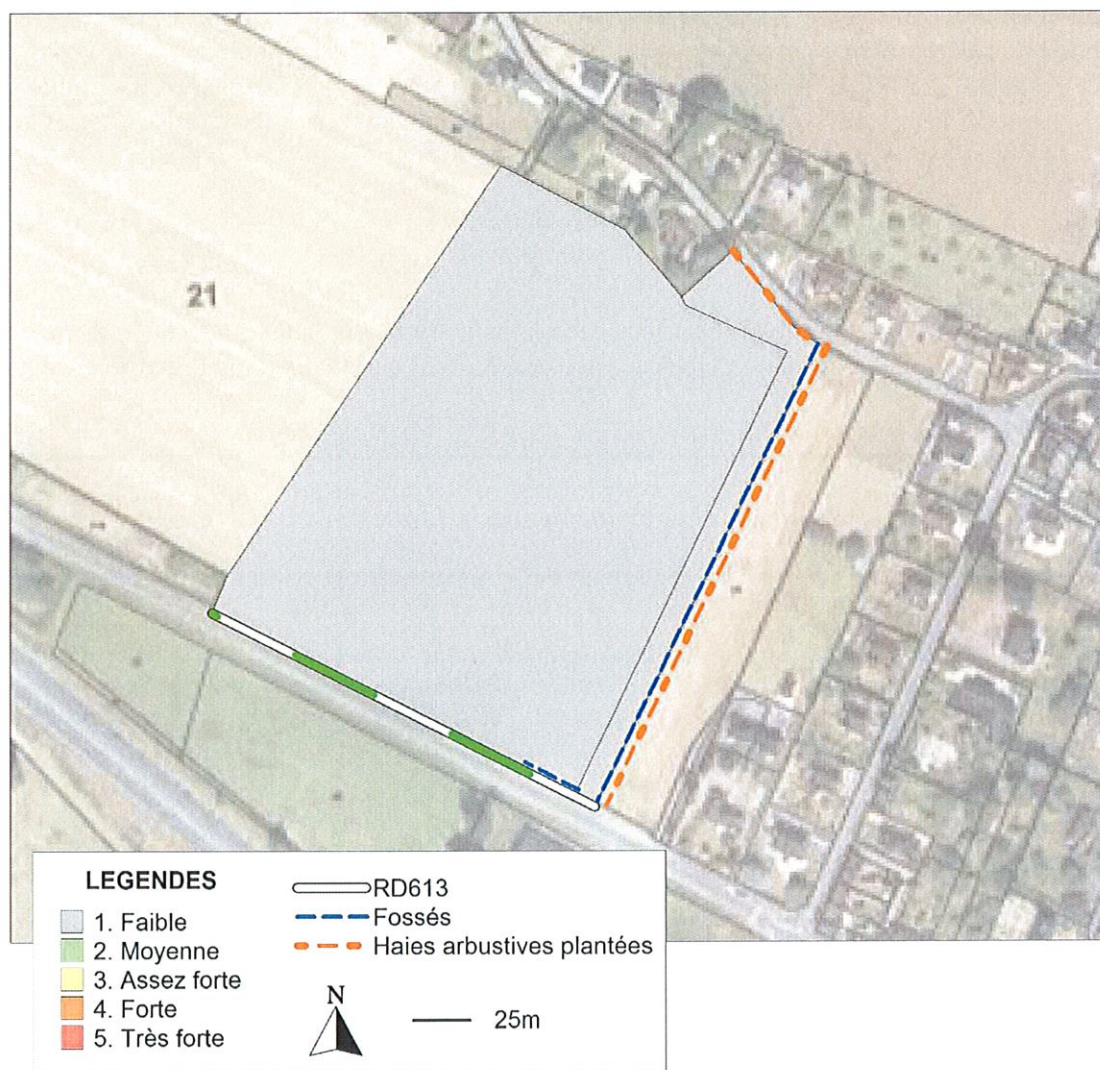 21
LEGENDES
1. Faible
2. Moyenne
3. Assez forte
4. Forte
5. Très forte
RD613
Fossés
Haies arbustives plantées
N
25m